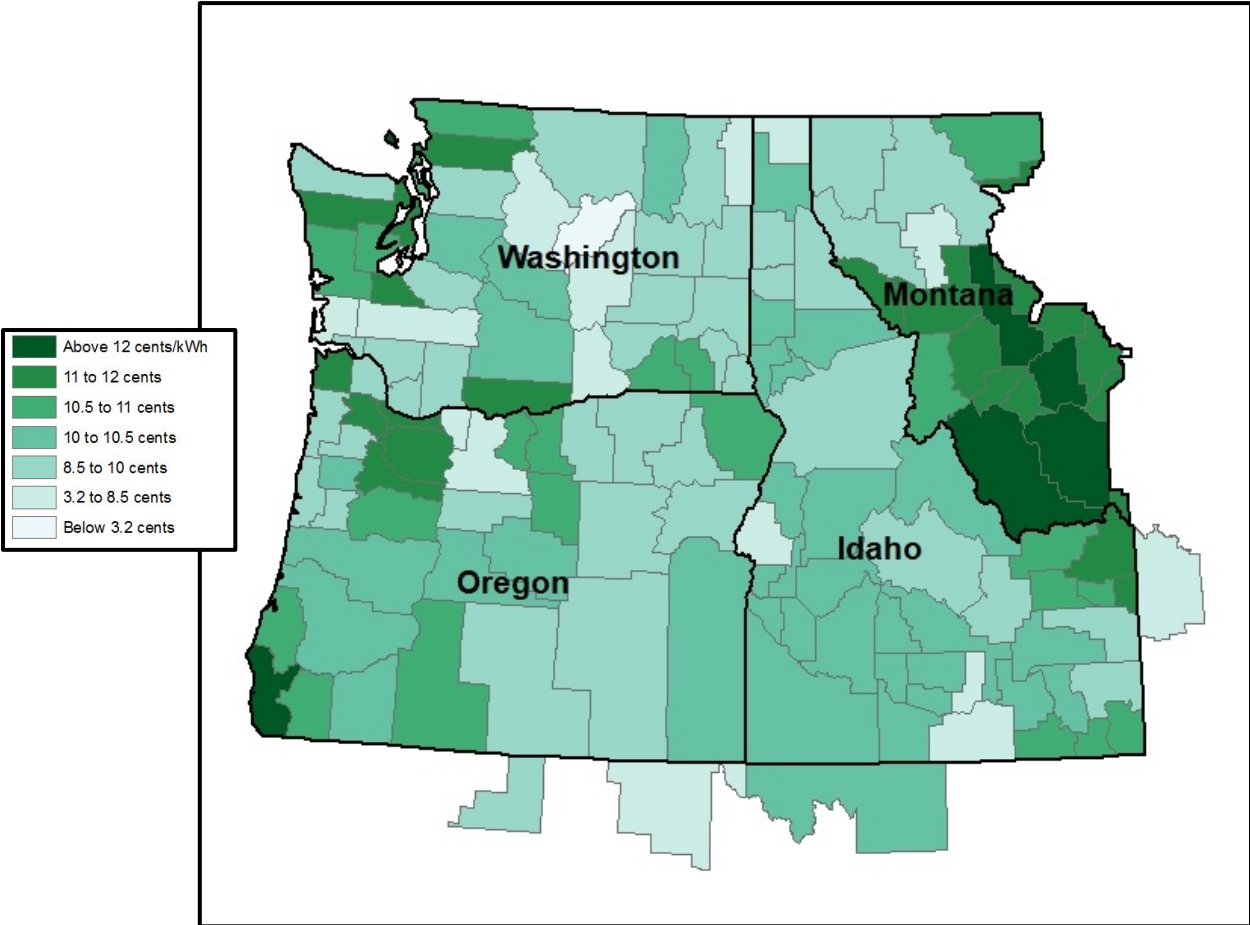 Washington
Montana
Above 12 cents/kWh
11 to 12 cents
10.5 to 11 cents
10 to 10.5 cents
8.5 to 10 cents
3.2 to 8.5 cents
Below 3.2 cents
Idaho
Oregon